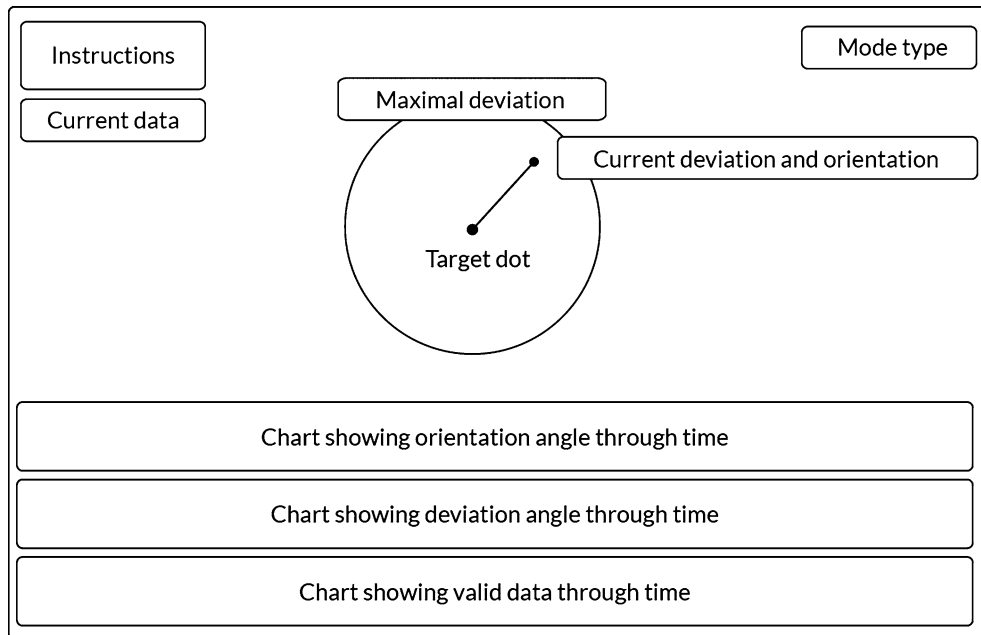 Instructions
Mode type
Maximal deviation
Current data
Current deviation and orientation
Target dot
Chart showing orientation angle through time
Chart showing deviation angle through time
Chart showing valid data through time